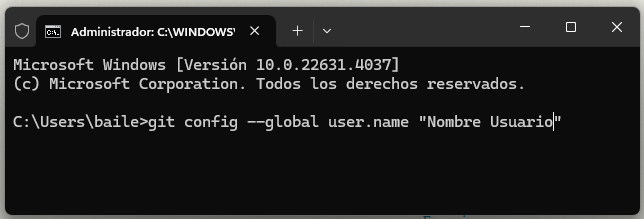 Administrador: C:\WINDOWS\
Microsoft Windows [Versión 10.0.22631.4037]
(c) Microsoft Corporation. Todos los derechos reservados.
C:\Users\baile>git config --global user.name "Nombre Usuario"